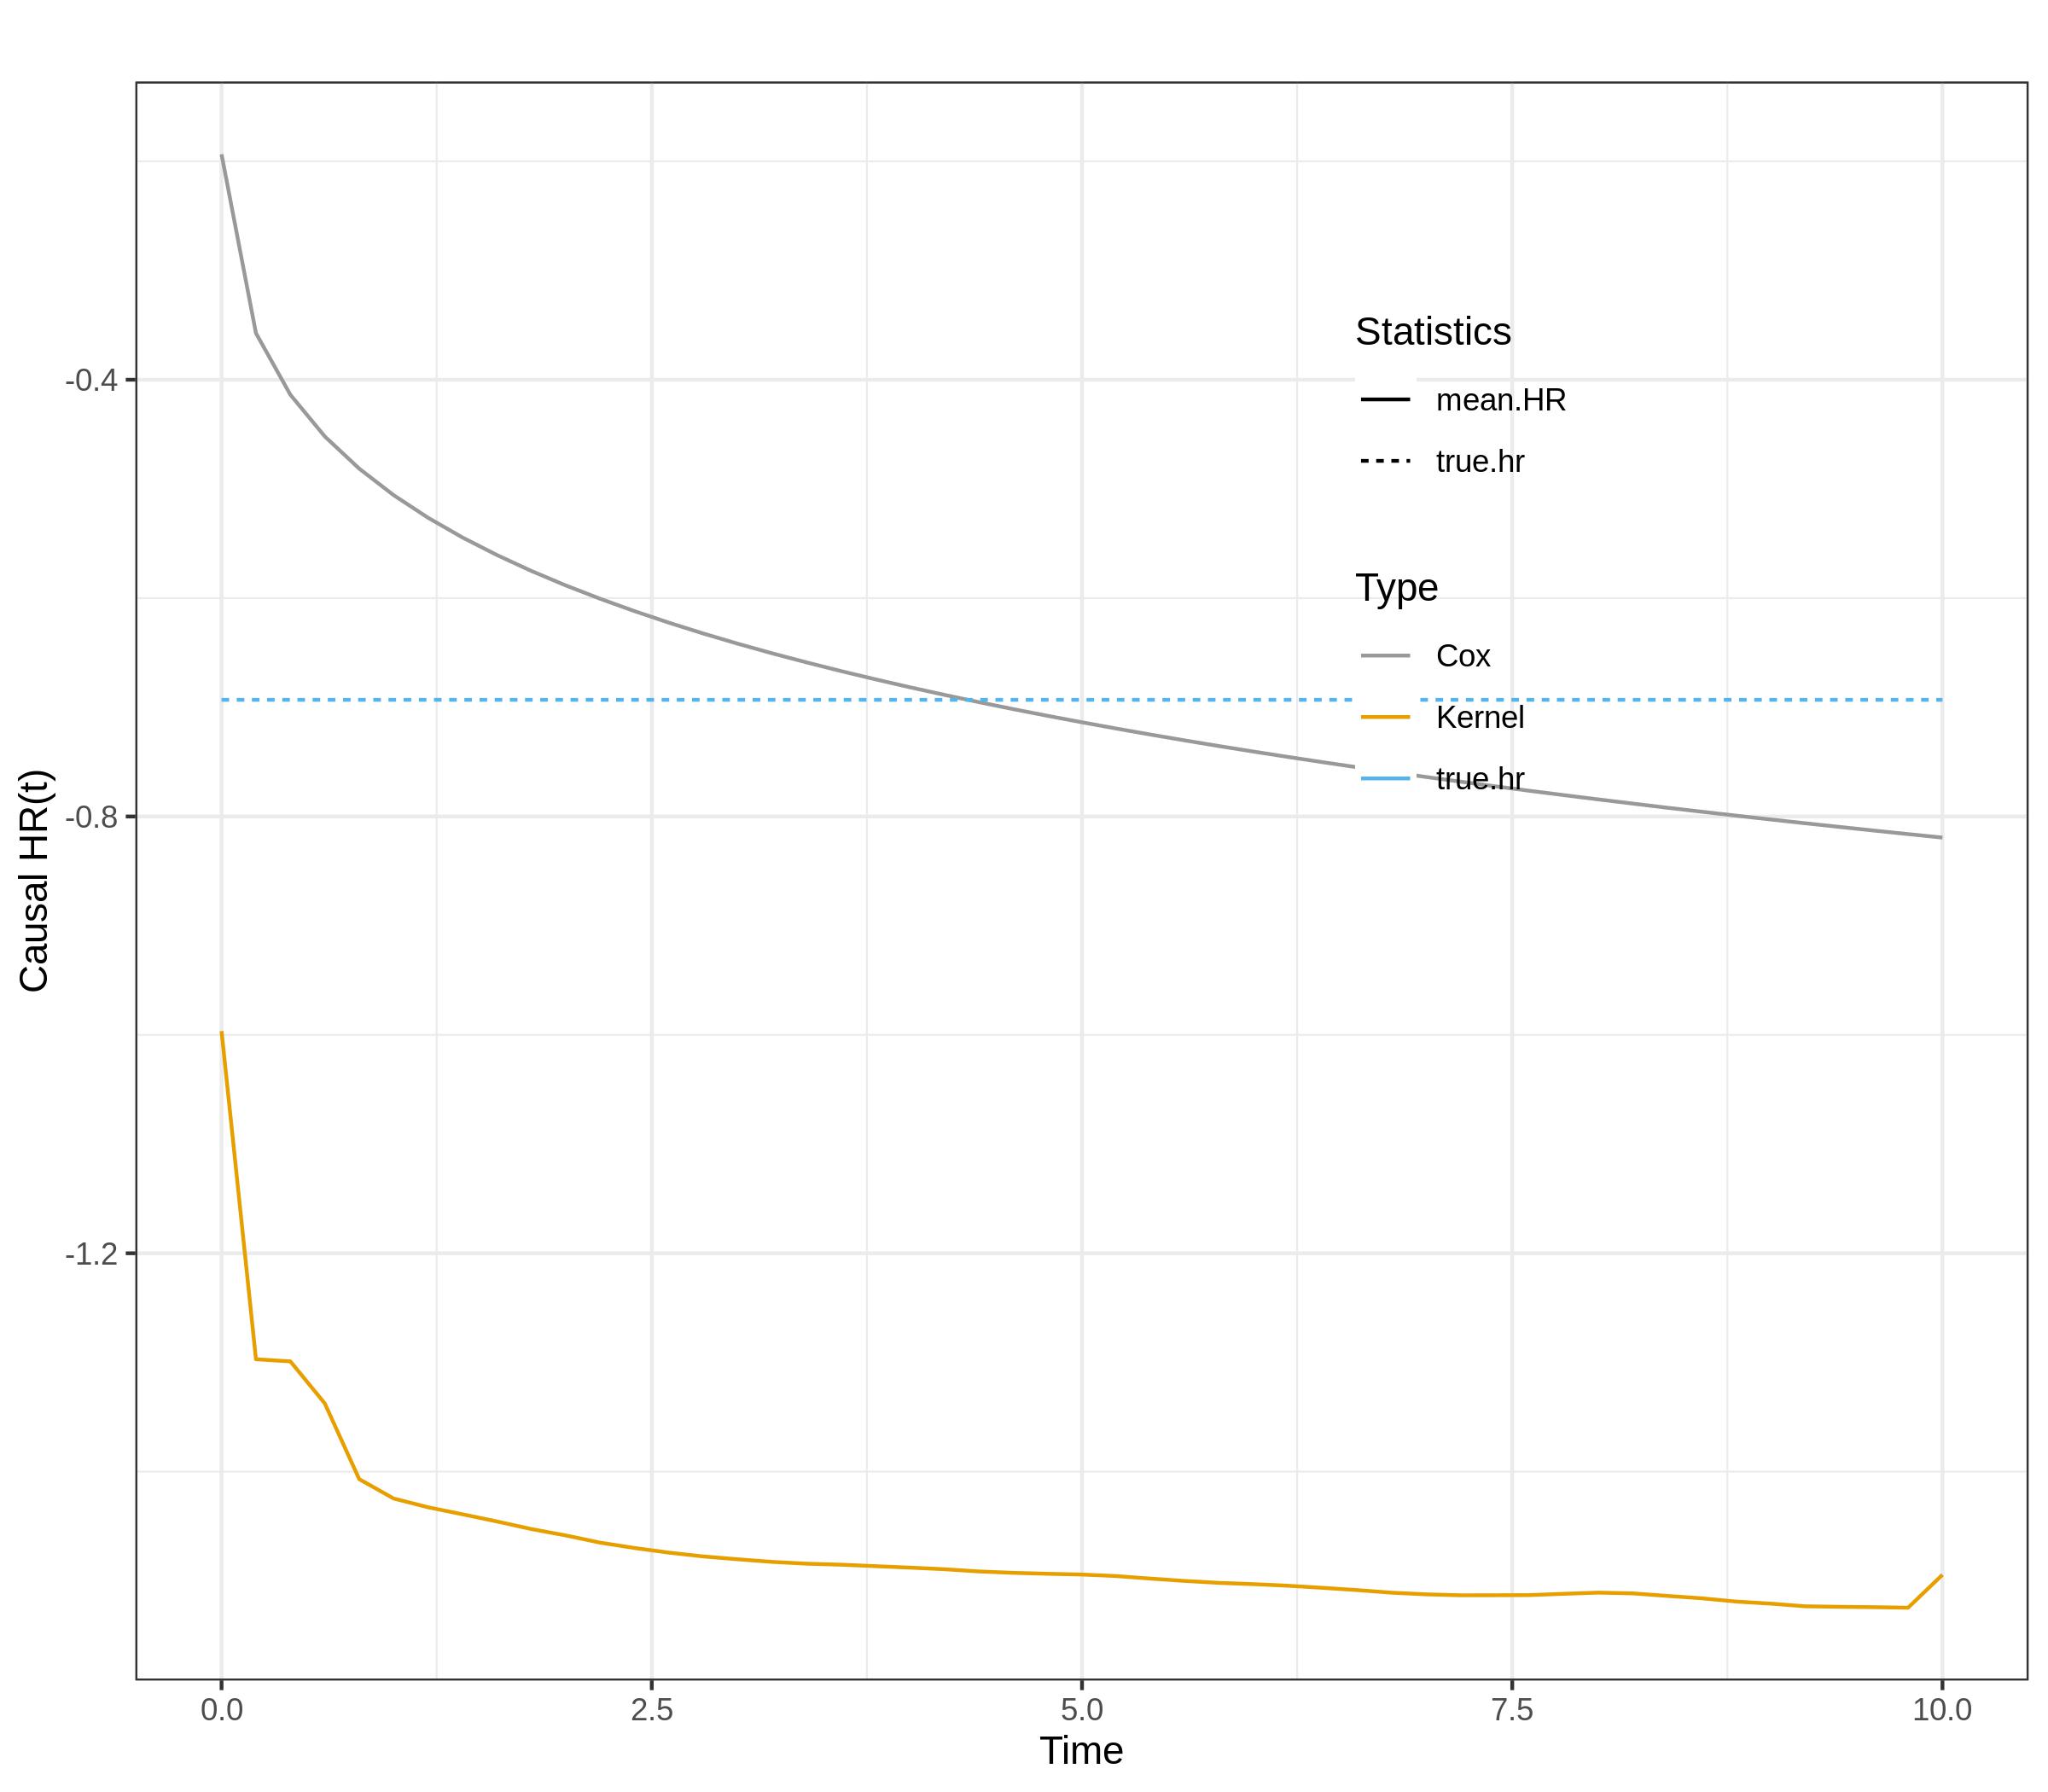 Statistics
mean.HR
true.hr
Type
Cox
Kernel
true.hr
Causal HR(t)
-0.4
-0.8
-1.2
0.0 2.5 5.0 7.5 10.0
Time